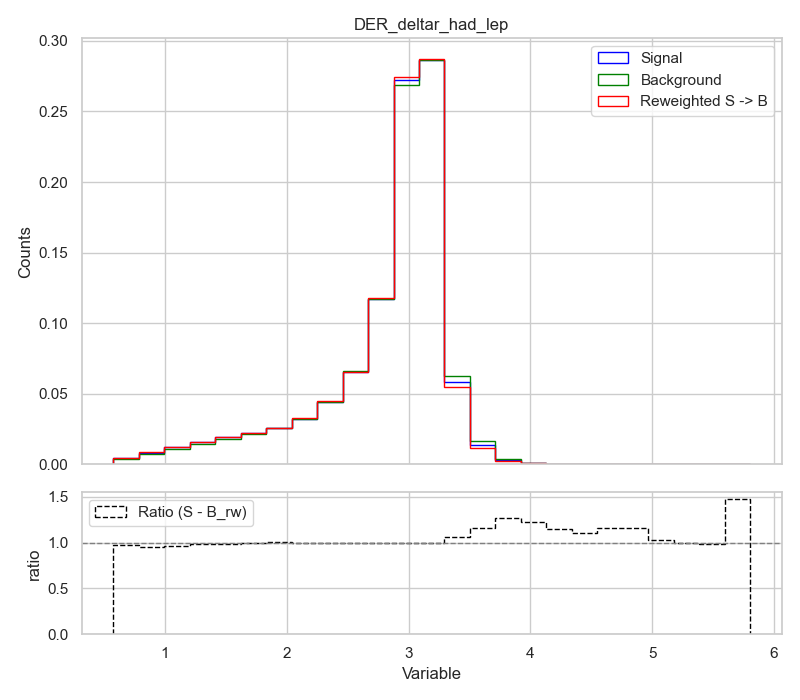 DER_deltar_had_lep
0.30
0.25
0.20
0.15
0.10
0.05
0.00
Counts
Signal
Background
Reweighted S -> B
1.5
1.0
0.5
0.0
ratio
Ratio (S - B_rw)
1 2 3 4 5 6
Variable